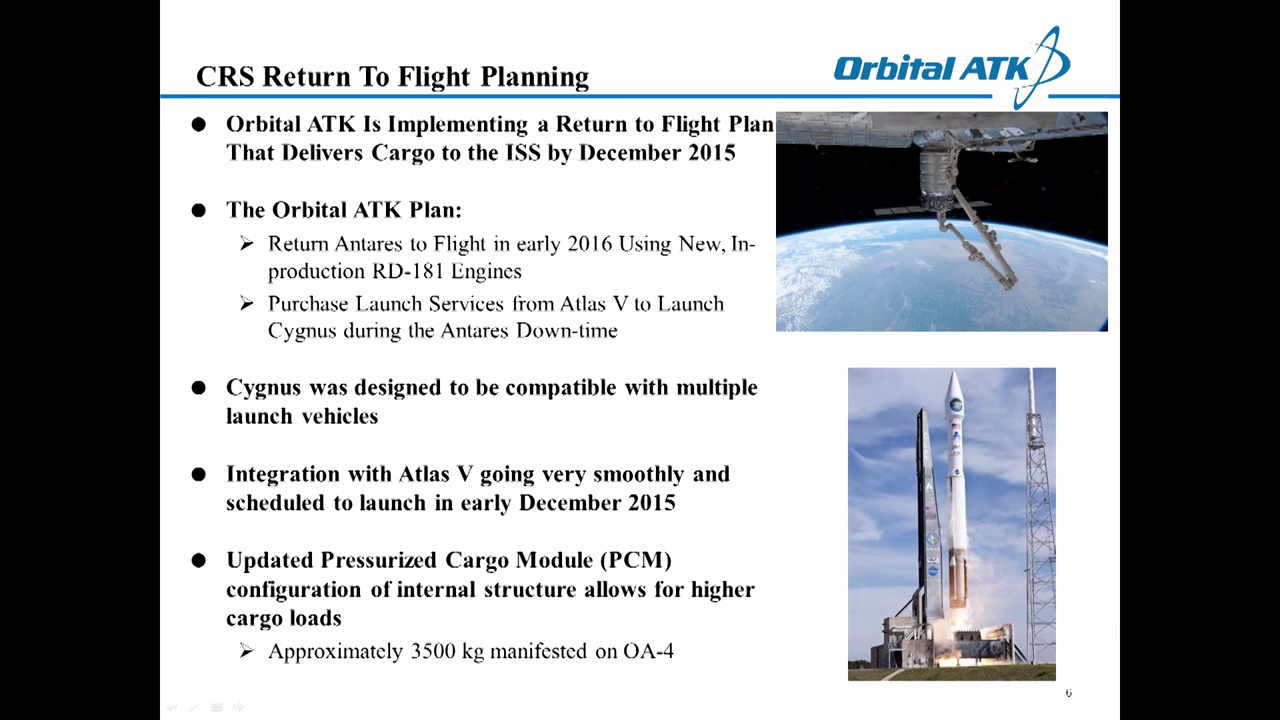 CRS Return To Flight Planning
Orbital ATK
● Orbital ATK Is Implementing a Return to Flight Plan
That Delivers Cargo to the ISS by December 2015
● The Orbital ATK Plan:
➢ Return Antares to Flight in early 2016 Using New, In-
production RD-181 Engines
➢ Purchase Launch Services from Atlas V to Launch
Cygnus during the Antares Down-time
● Cygnus was designed to be compatible with multiple
launch vehicles
● Integration with Atlas V going very smoothly and
scheduled to launch in early December 2015
● Updated Pressurized Cargo Module (PCM)
configuration of internal structure allows for higher
cargo loads
➢ Approximately 3500 kg manifested on OA-4
6